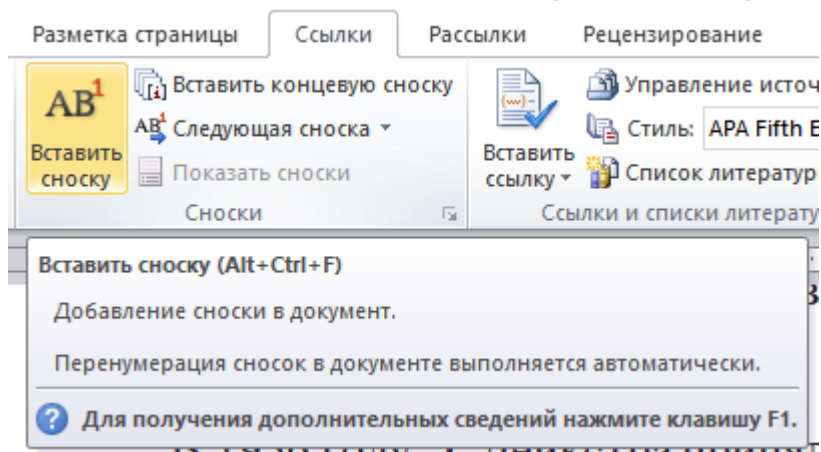 Разметка страницы Ссылки Рассылки Рецензирование
AB1 Вставить концевую сноску Управление источ
AB1 Следующая сноска Стиль: APA Fifth E
Вставить сноску Показать сноски Вставить ссылку Список литератур
Сноски Ссылки и списки литерату
Вставить сноску (Alt+Ctrl+F)
Добавление сноски в документ.
Перенумерация сносок в документе выполняется автоматически.
Для получения дополнительных сведений нажмите клавишу F1.